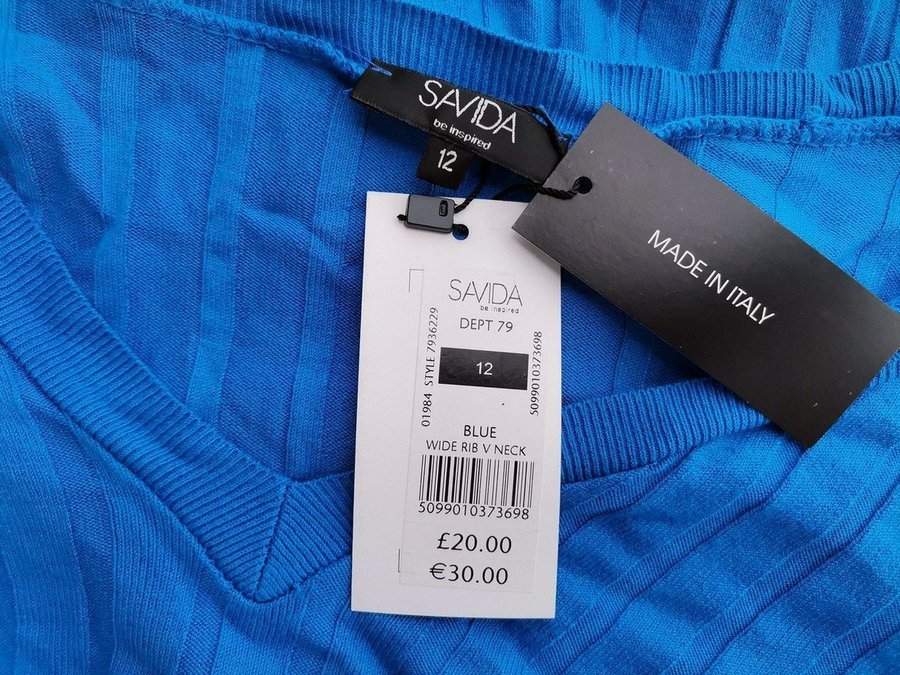 SAVIDA
be inspired
12
MADE IN ITALY
SAVIDA
be inspired
DEPT 79
12
01984 STYLE 7936229
5099010373698
BLUE
WIDE RIB V NECK
5099010373698
£20.00
€30.00